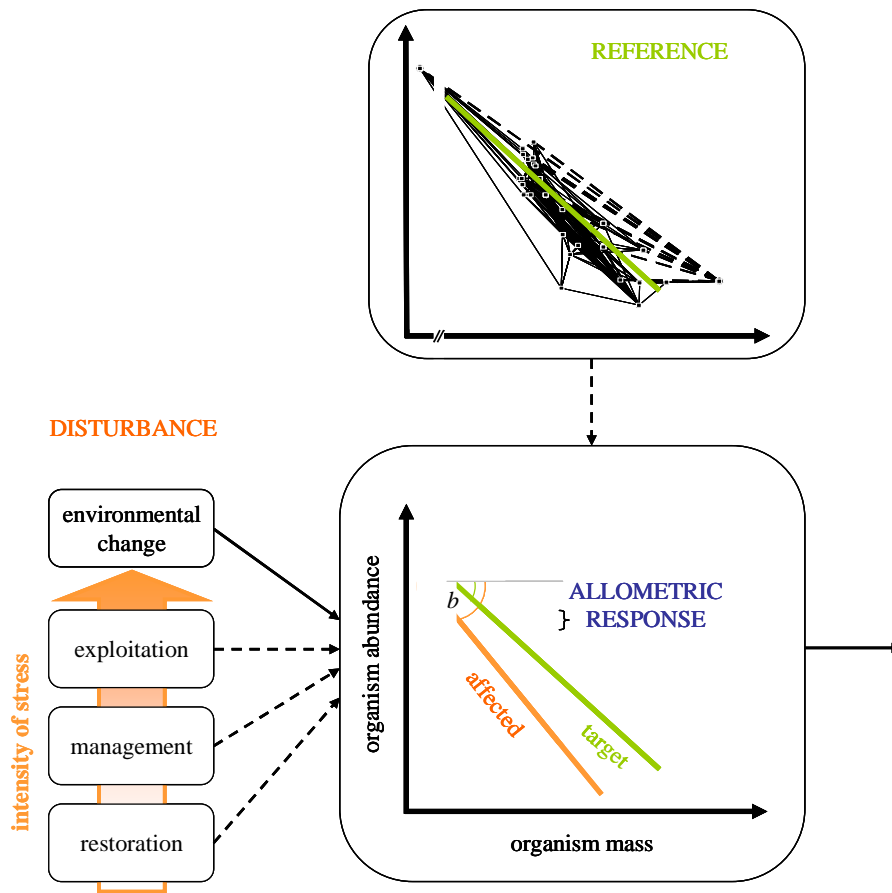 REFERENCE
//
DISTURBANCE
environmental
change
exploitation
management
restoration
intensity of stress
organism abundance
b
ALLOMETRIC
RESPONSE
}
affected
target
organism mass